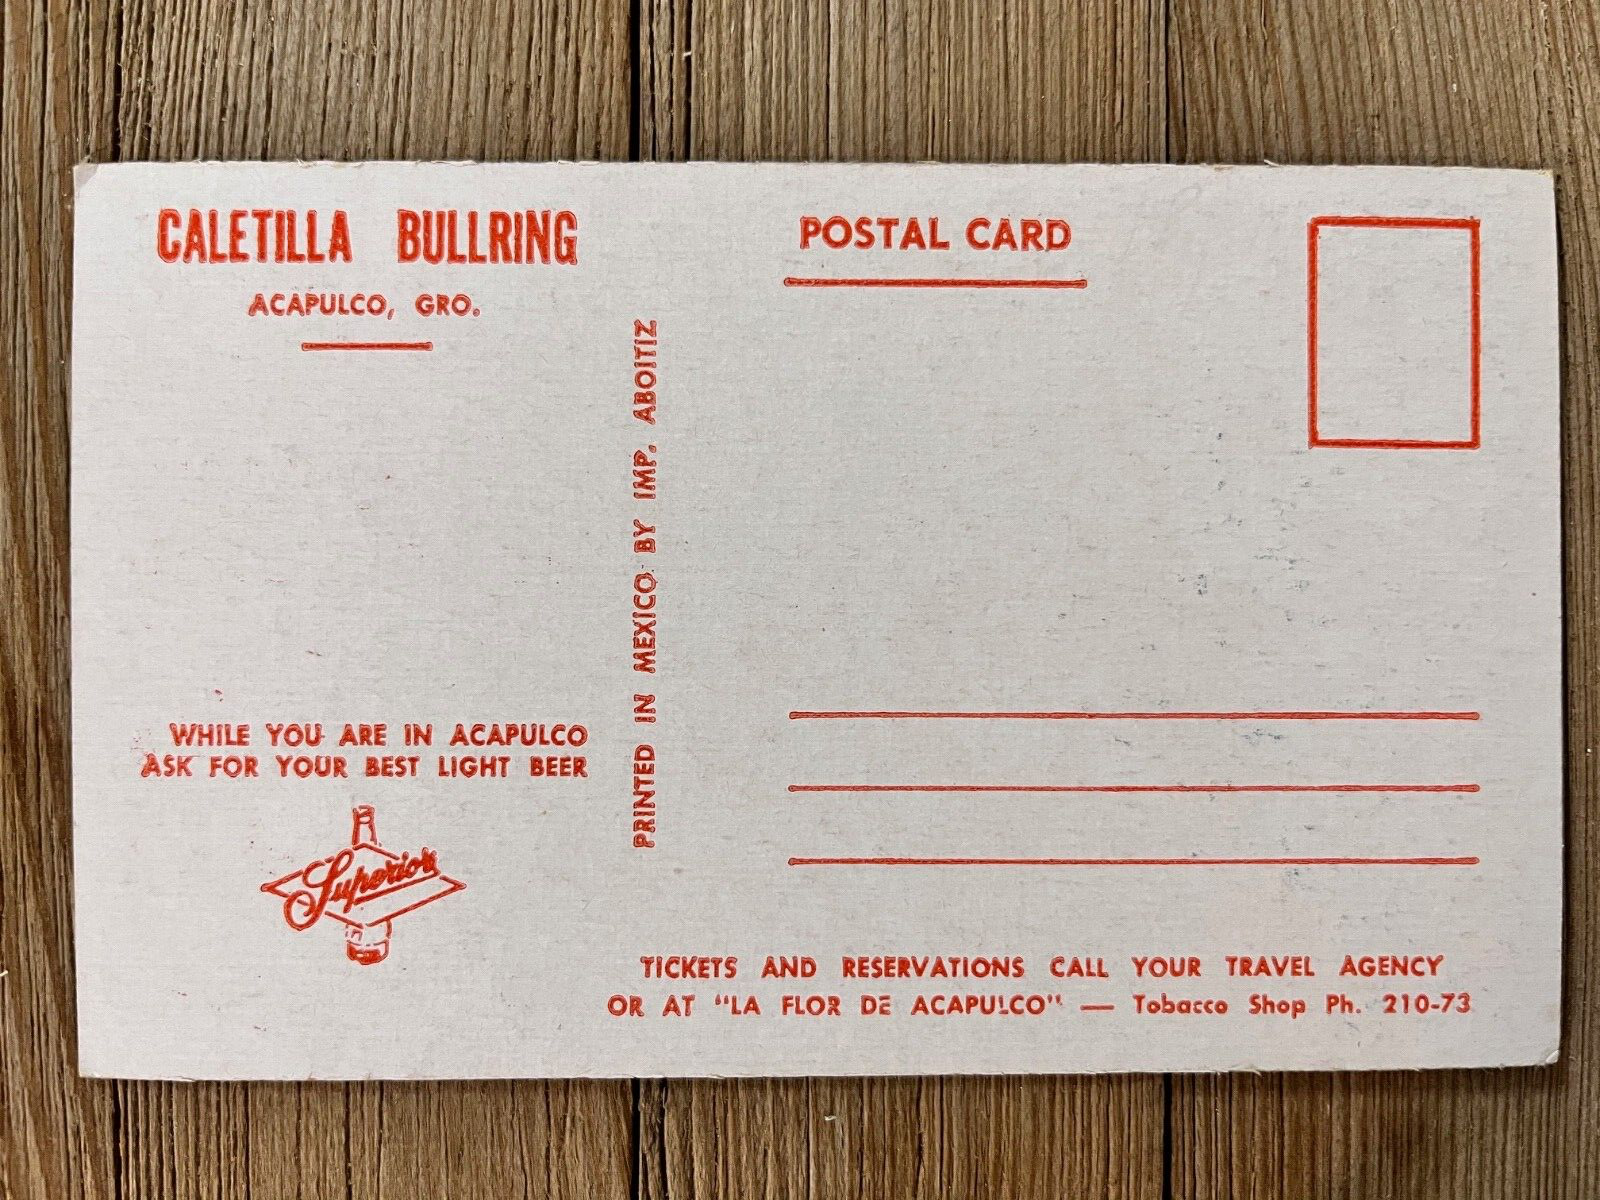 CALETILLA BULLRING
ACAPULCO, GRO.
WHILE YOU ARE IN ACAPULCO
ASK FOR YOUR BEST LIGHT BEER
Superior
PRINTED IN MEXICO BY IMP. ABOITIZ
POSTAL CARD
TICKETS AND RESERVATIONS CALL YOUR TRAVEL AGENCY
OR AT "LA FLOR DE ACAPULCO" — Tobacco Shop Ph. 210-73